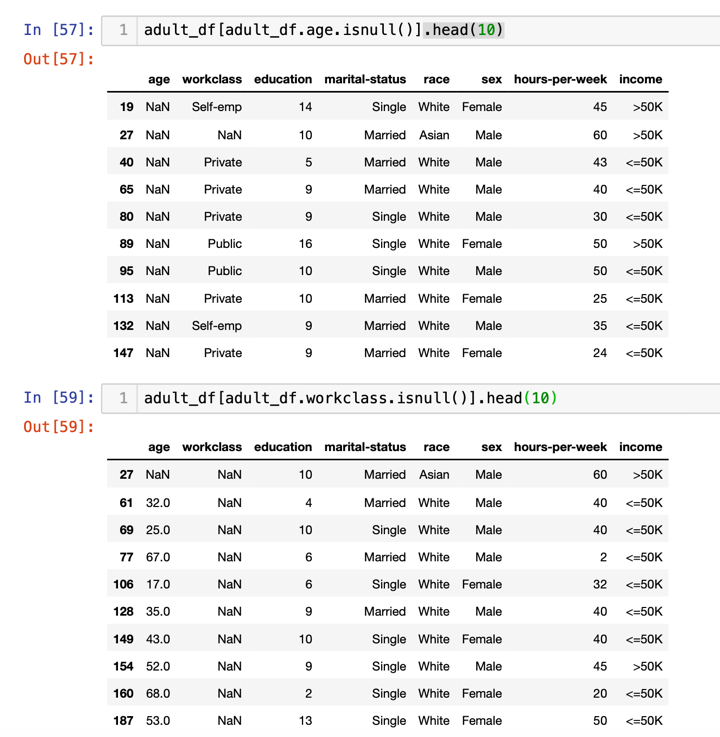 In [57]: 1 adult_df[adult_df.age.isnull()].head(10)
Out[57]:
age workclass education marital-status race sex hours-per-week income
19 NaN Self-emp 14 Single White Female 45 >50K
27 NaN NaN 10 Married Asian Male 60 >50K
40 NaN Private 5 Married White Male 43 <=50K
65 NaN Private 9 Married White Male 40 <=50K
80 NaN Private 9 Single White Male 30 <=50K
89 NaN Public 16 Single White Female 50 >50K
95 NaN Public 10 Single White Male 50 <=50K
113 NaN Private 10 Married White Female 25 <=50K
132 NaN Self-emp 9 Married White Male 35 <=50K
147 NaN Private 9 Married White Female 24 <=50K
In [59]: 1 adult_df[adult_df.workclass.isnull()].head(10)
Out[59]:
age workclass education marital-status race sex hours-per-week income
27 NaN NaN 10 Married Asian Male 60 >50K
61 32.0 NaN 4 Married White Male 40 <=50K
69 25.0 NaN 10 Single White Male 40 <=50K
77 67.0 NaN 6 Married White Male 2 <=50K
106 17.0 NaN 6 Single White Female 32 <=50K
128 35.0 NaN 9 Married White Male 40 <=50K
149 43.0 NaN 10 Single White Female 40 <=50K
154 52.0 NaN 9 Single White Male 45 >50K
160 68.0 NaN 2 Single White Female 20 <=50K
187 53.0 NaN 13 Single White Female 50 <=50K